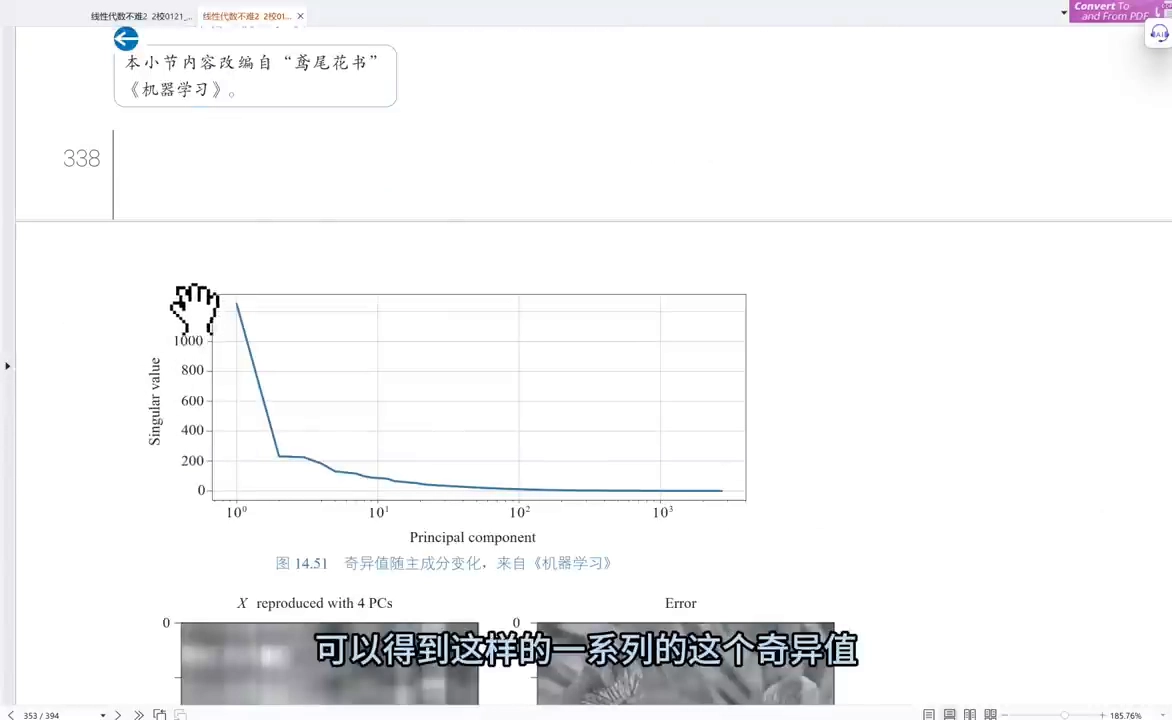 线性代数不难2 2校0121_...
线性代数不难2 2校01...
Convert To
and From PDF
本小节内容改编自“鸢尾花书”
《机器学习》。
338
1000
800
600
400
200
0
Singular value
10⁰ 10¹ 10² 10³
Principal component
图 14.51 奇异值随主成分变化，来自《机器学习》
X reproduced with 4 PCs
Error
0
0
可以得到这样的一系列的这个奇异值
353 / 394
185.76%